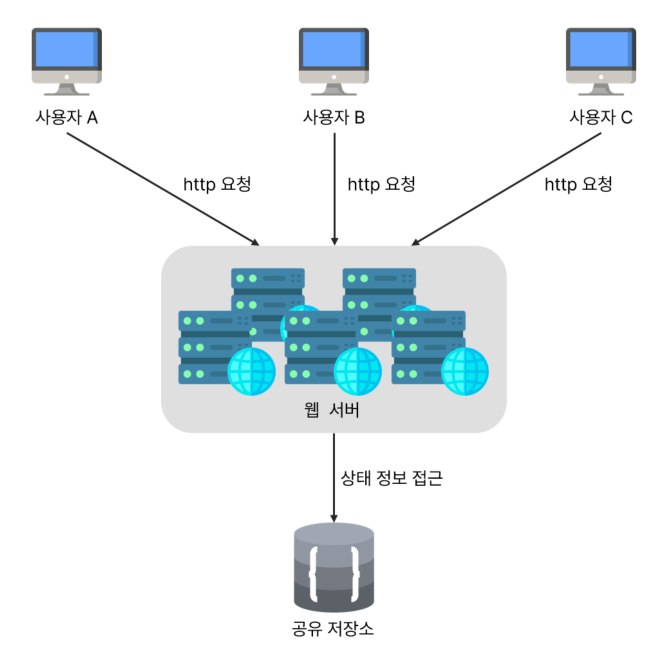 사용자 A
사용자 B
사용자 C
http 요청
http 요청
http 요청
웹 서버
상태 정보 접근
{ }
공유 저장소